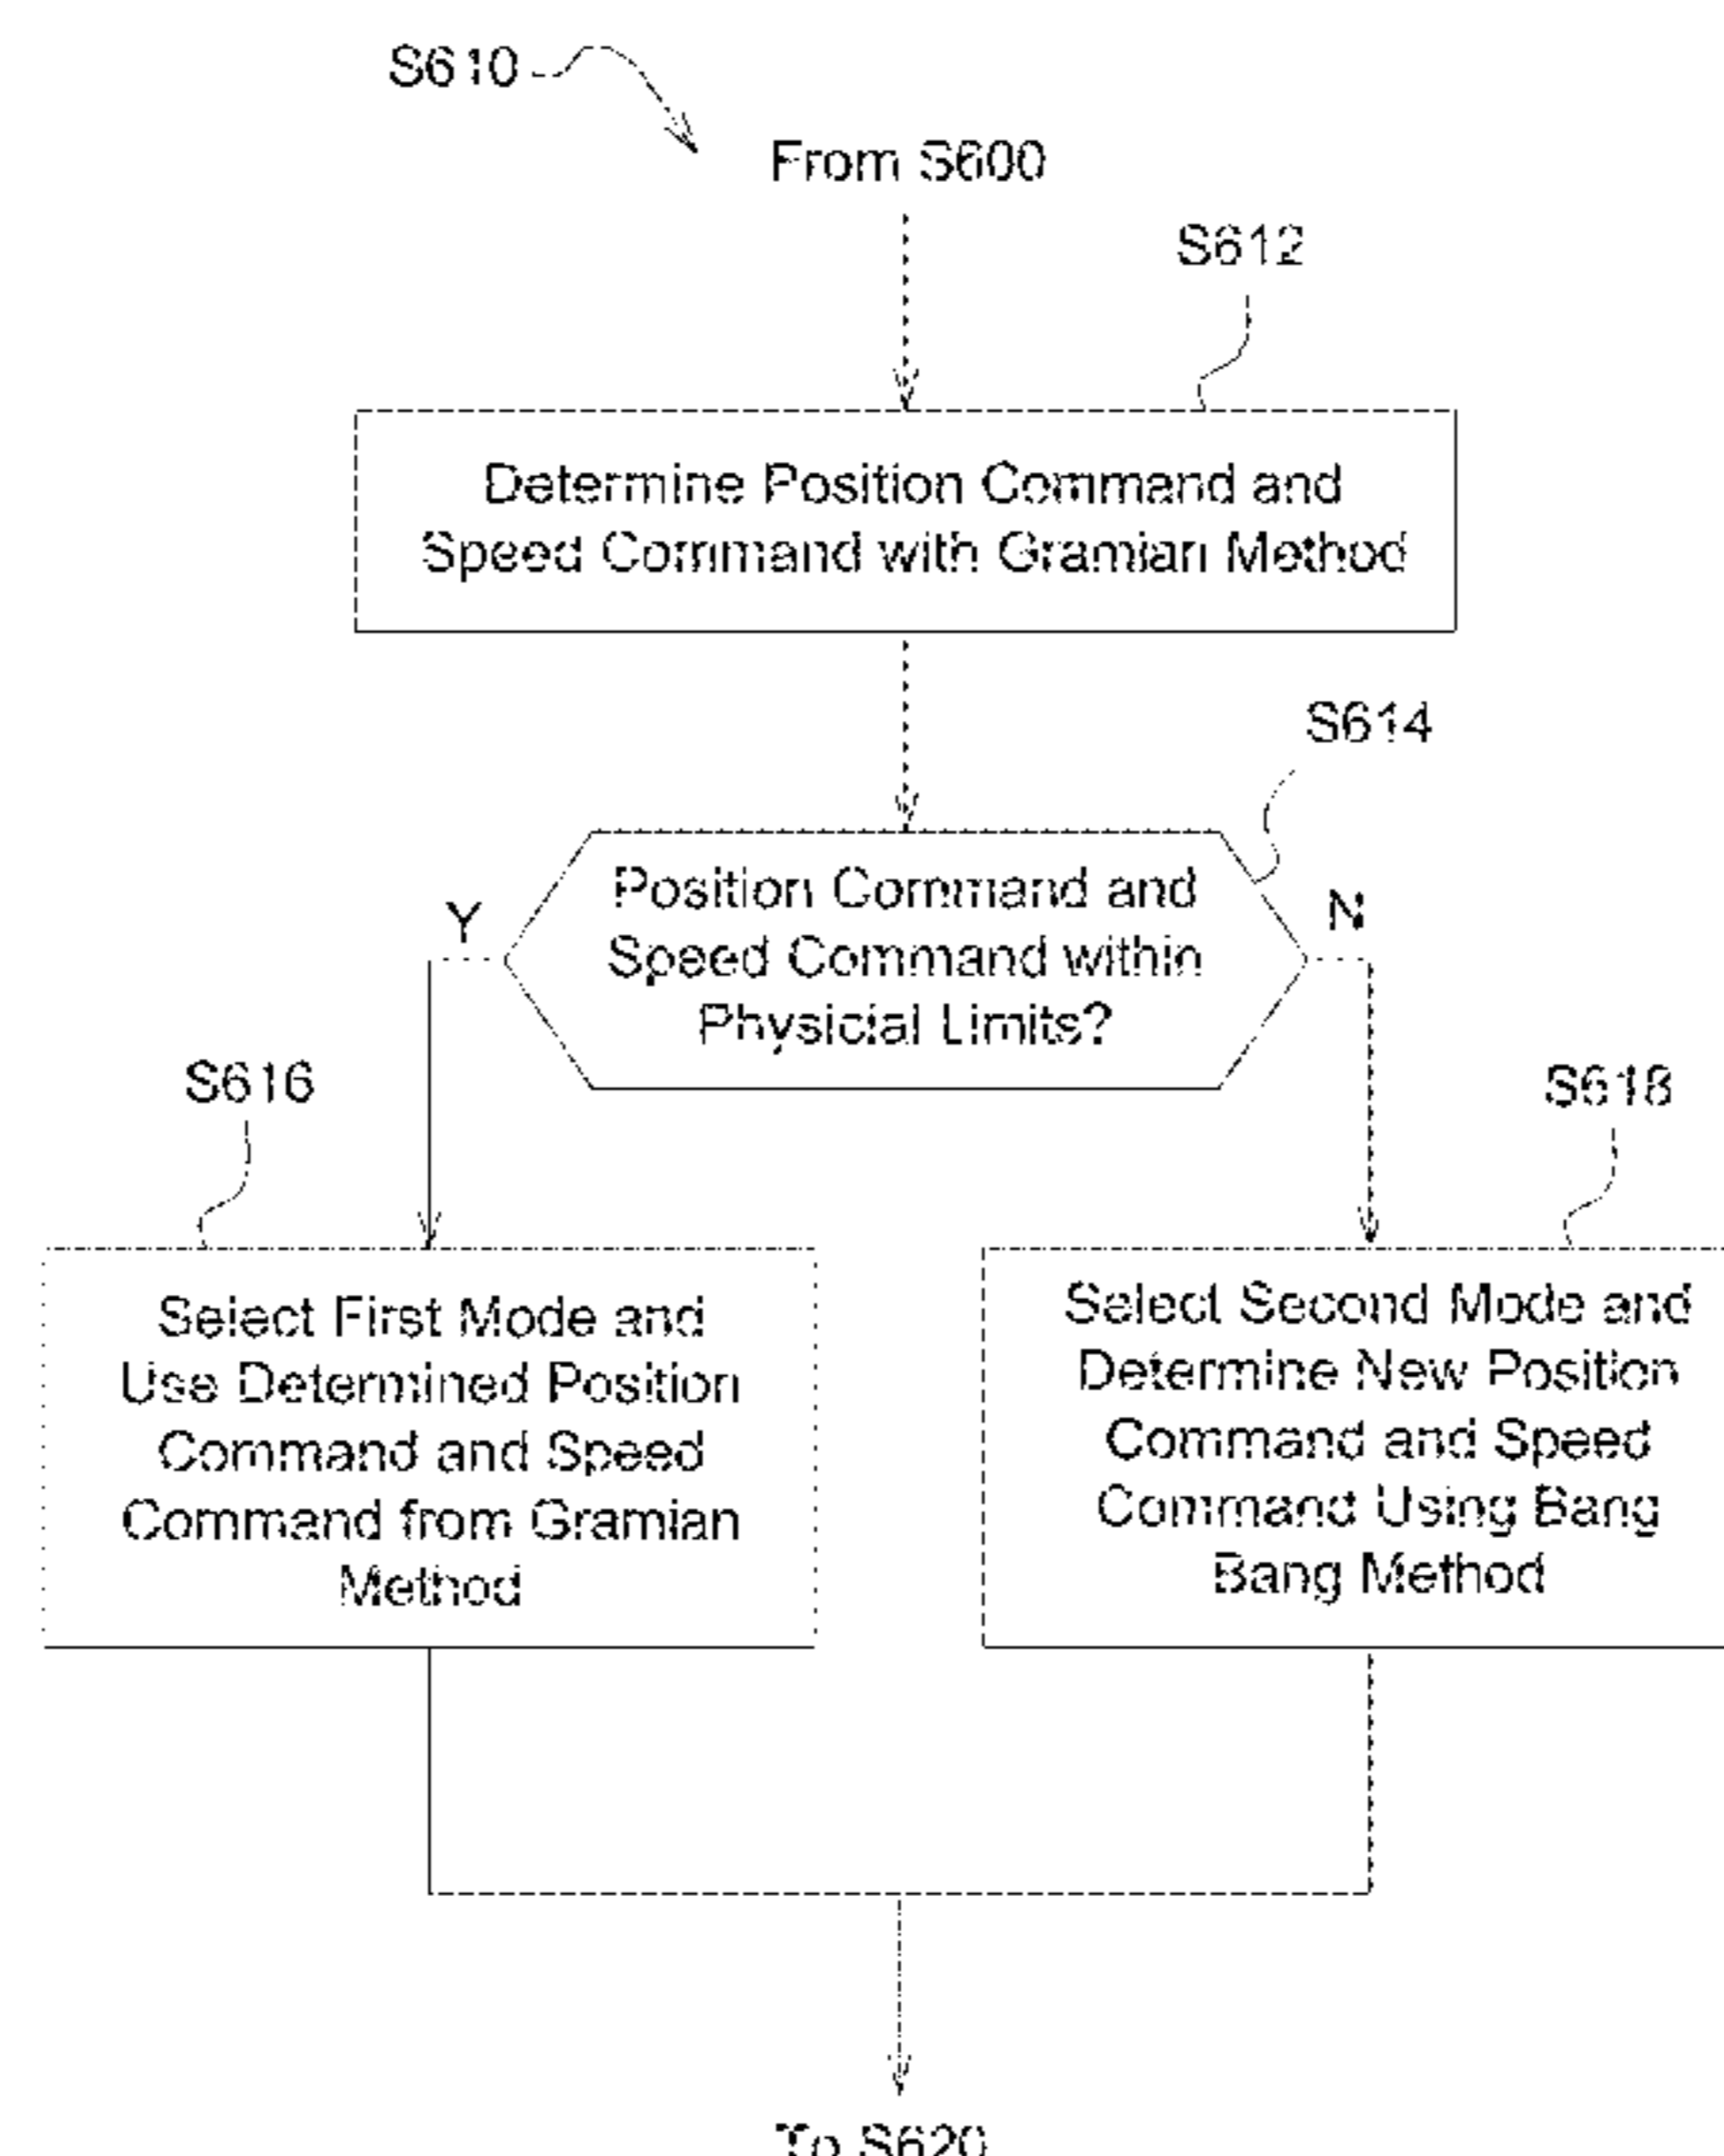 S610
From S600
S612
Determine Position Command and
Speed Command with Gramian Method
S614
Position Command and
Speed Command within
Physicial Limits?
Y
N
S616
S618
Select First Mode and
Use Determined Position
Command and Speed
Command from Gramian
Method
Select Second Mode and
Determine New Position
Command and Speed
Command Using Bang
Bang Method
To S620